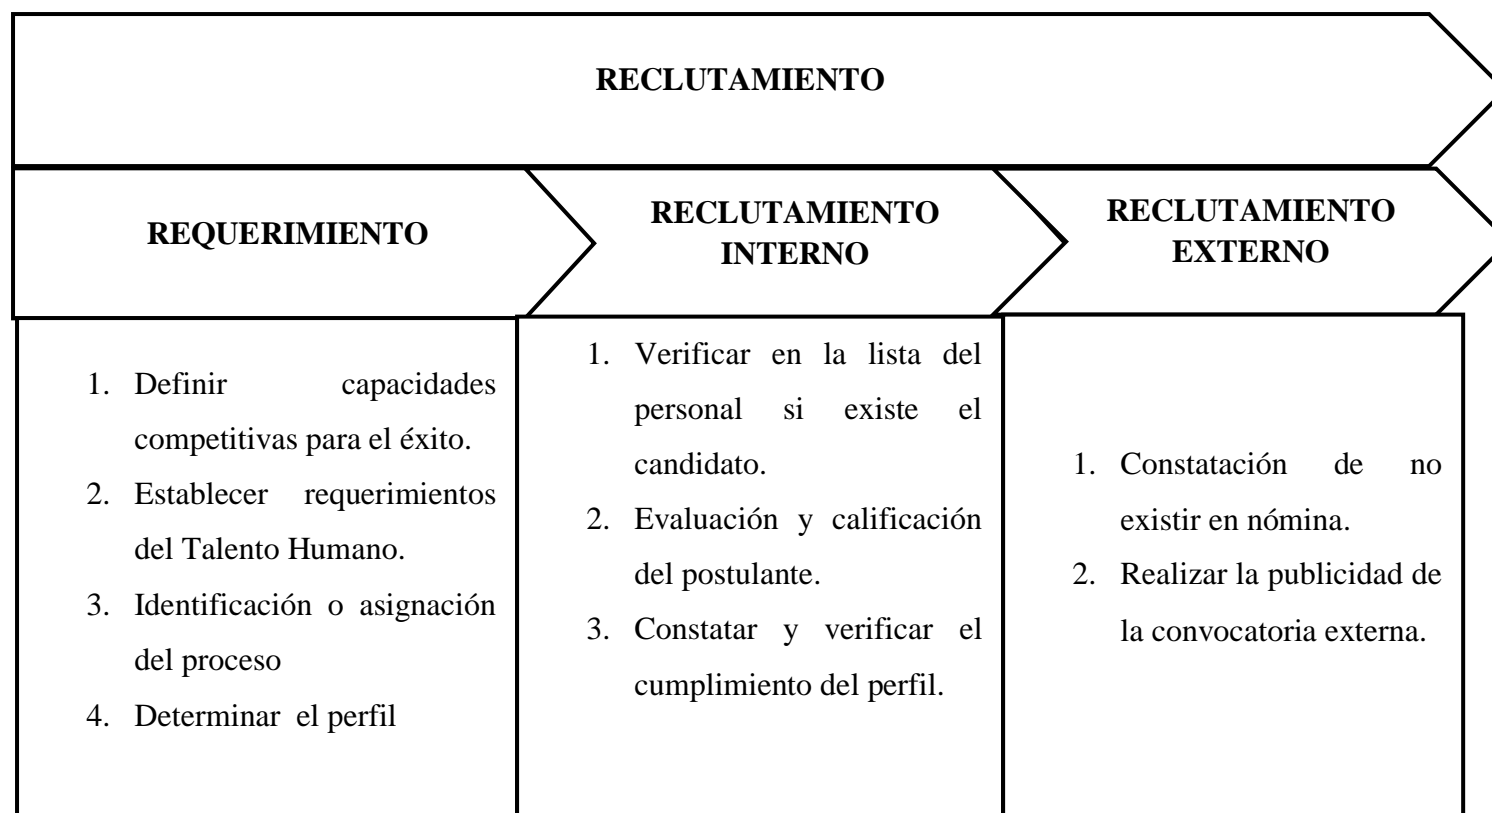 RECLUTAMIENTO
REQUERIMIENTO
RECLUTAMIENTO
INTERNO
RECLUTAMIENTO
EXTERNO
1. Definir capacidades
competitivas para el éxito.
2. Establecer requerimientos
del Talento Humano.
3. Identificación o asignación
del proceso
4. Determinar el perfil
1. Verificar en la lista del
personal si existe el
candidato.
2. Evaluación y calificación
del postulante.
3. Constatar y verificar el
cumplimiento del perfil.
1. Constatación de no
existir en nómina.
2. Realizar la publicidad de
la convocatoria externa.